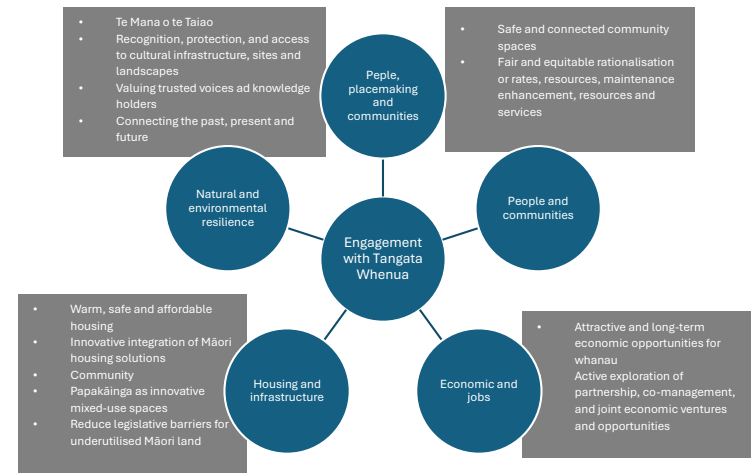 Te Mana o te Taiao
Recognition, protection, and access
to cultural infrastructure, sites and
landscapes
Valuing trusted voices ad knowledge
holders
Connecting the past, present and
future
Safe and connected community
spaces
Fair and equitable rationalisation
or rates, resources, maintenance
enhancement, resources and
services
Peple,
placemaking
and
communities
Natural and
environmental
resilience
People and
communities
Engagement
with Tangata
Whenua
Warm, safe and affordable
housing
Innovative integration of Māori
housing solutions
Community
Papakāinga as innovative
mixed-use spaces
Reduce legislative barriers for
underutilised Māori land
Housing and
infrastructure
Economic and
jobs
Attractive and long-term
economic opportunities for
whanau
Active exploration of
partnership, co-management,
and joint economic ventures
and opportunities